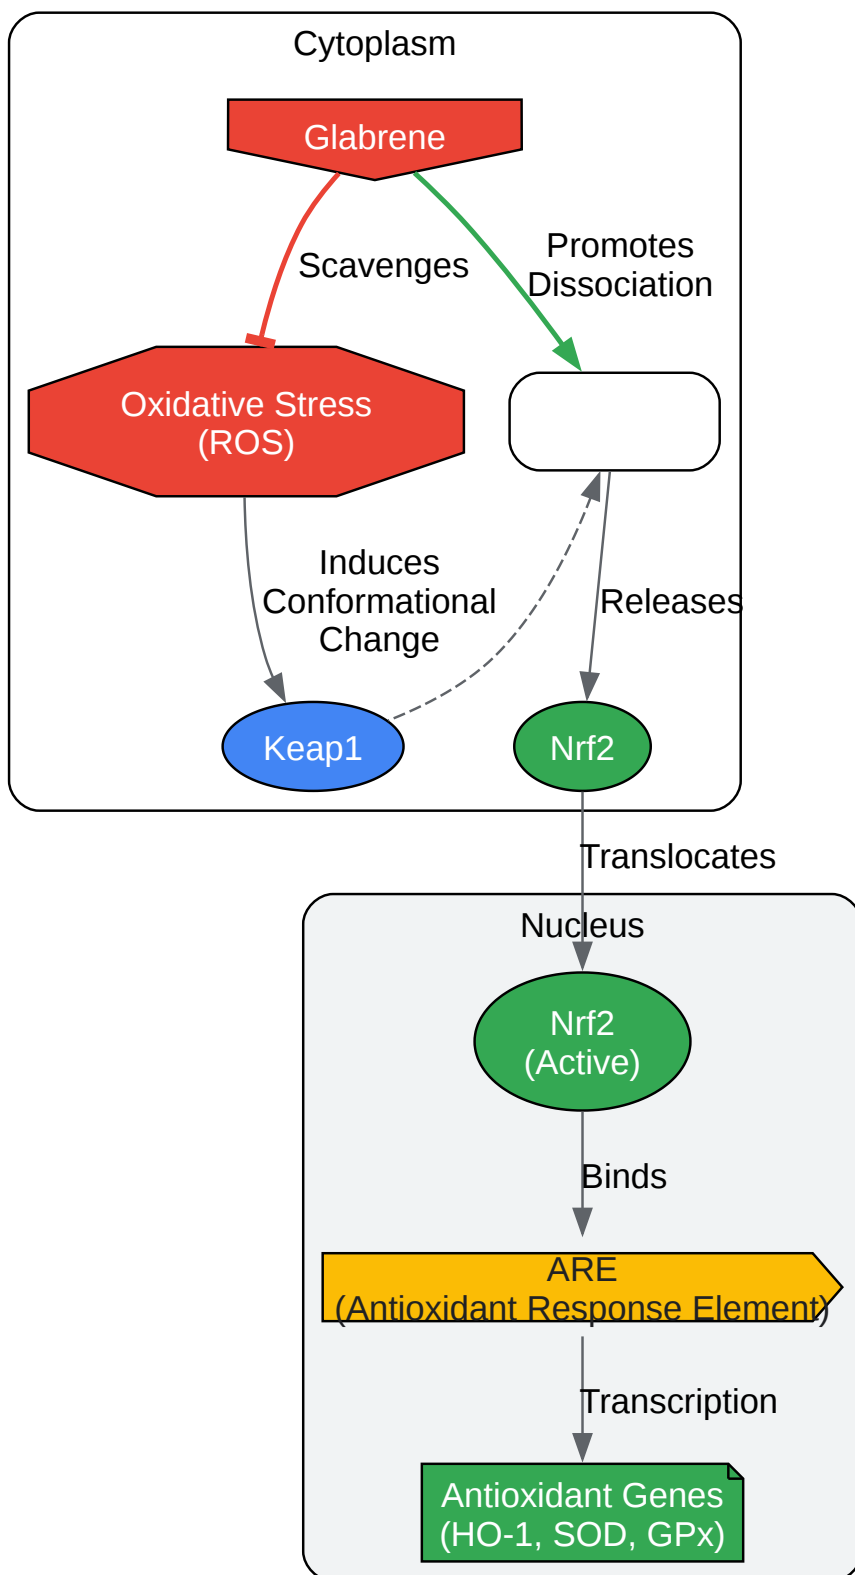 Cytoplasm
Glabrene
Scavenges
Promotes
Dissociation
Oxidative Stress
(ROS)
Induces
Conformational
Change
Releases
Keap1
Nrf2
Translocates
Nucleus
Nrf2
(Active)
Binds
ARE
(Antioxidant Response Element)
Transcription
Antioxidant Genes
(HO-1, SOD, GPx)